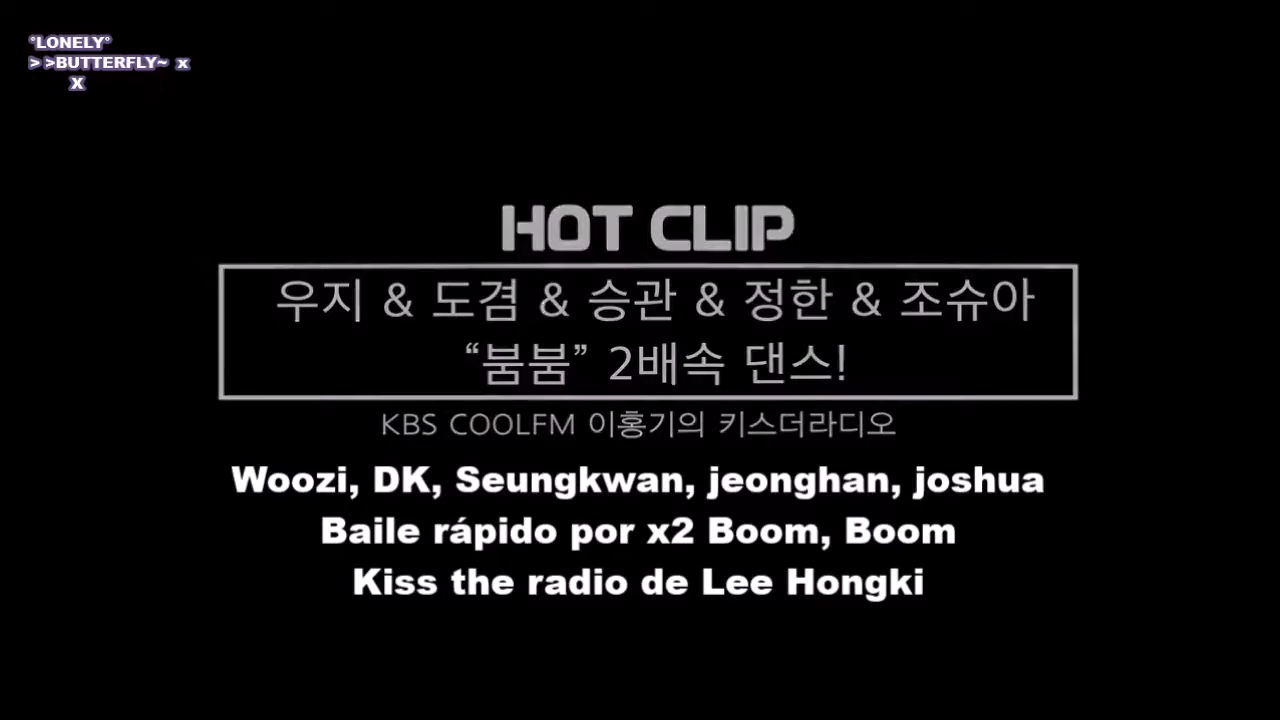 °LONELY°
> >BUTTERFLY~ x
X
HOT CLIP
우지 & 도겸 & 승관 & 정한 & 조슈아
“붐붐” 2배속 댄스!
KBS COOLFM 이홍기의 키스더라디오
Woozi, DK, Seungkwan, jeonghan, joshua
Baile rápido por x2 Boom, Boom
Kiss the radio de Lee Hongki